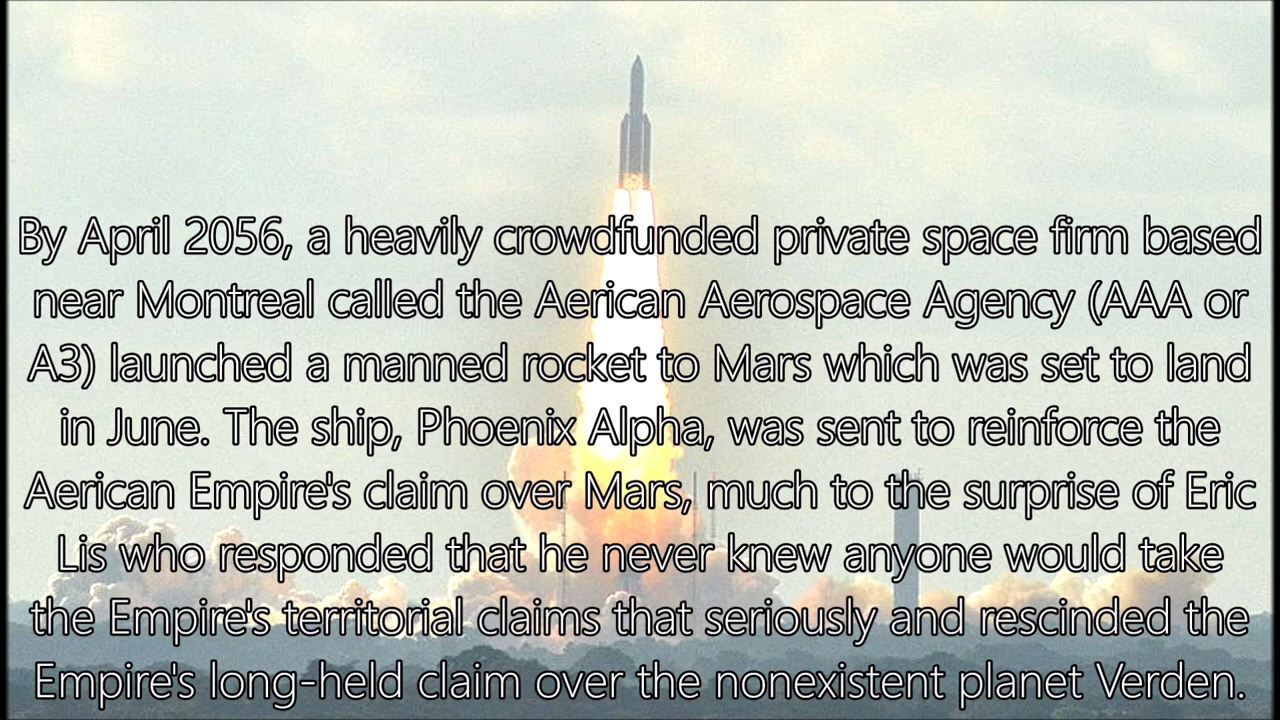 By April 2056, a heavily crowdfunded private space firm based
near Montreal called the Aerican Aerospace Agency (AAA or
A3) launched a manned rocket to Mars which was set to land
in June. The ship, Phoenix Alpha, was sent to reinforce the
Aerican Empire's claim over Mars, much to the surprise of Eric
Lis who responded that he never knew anyone would take
the Empire's territorial claims that seriously and rescinded the
Empire's long-held claim over the nonexistent planet Verden.